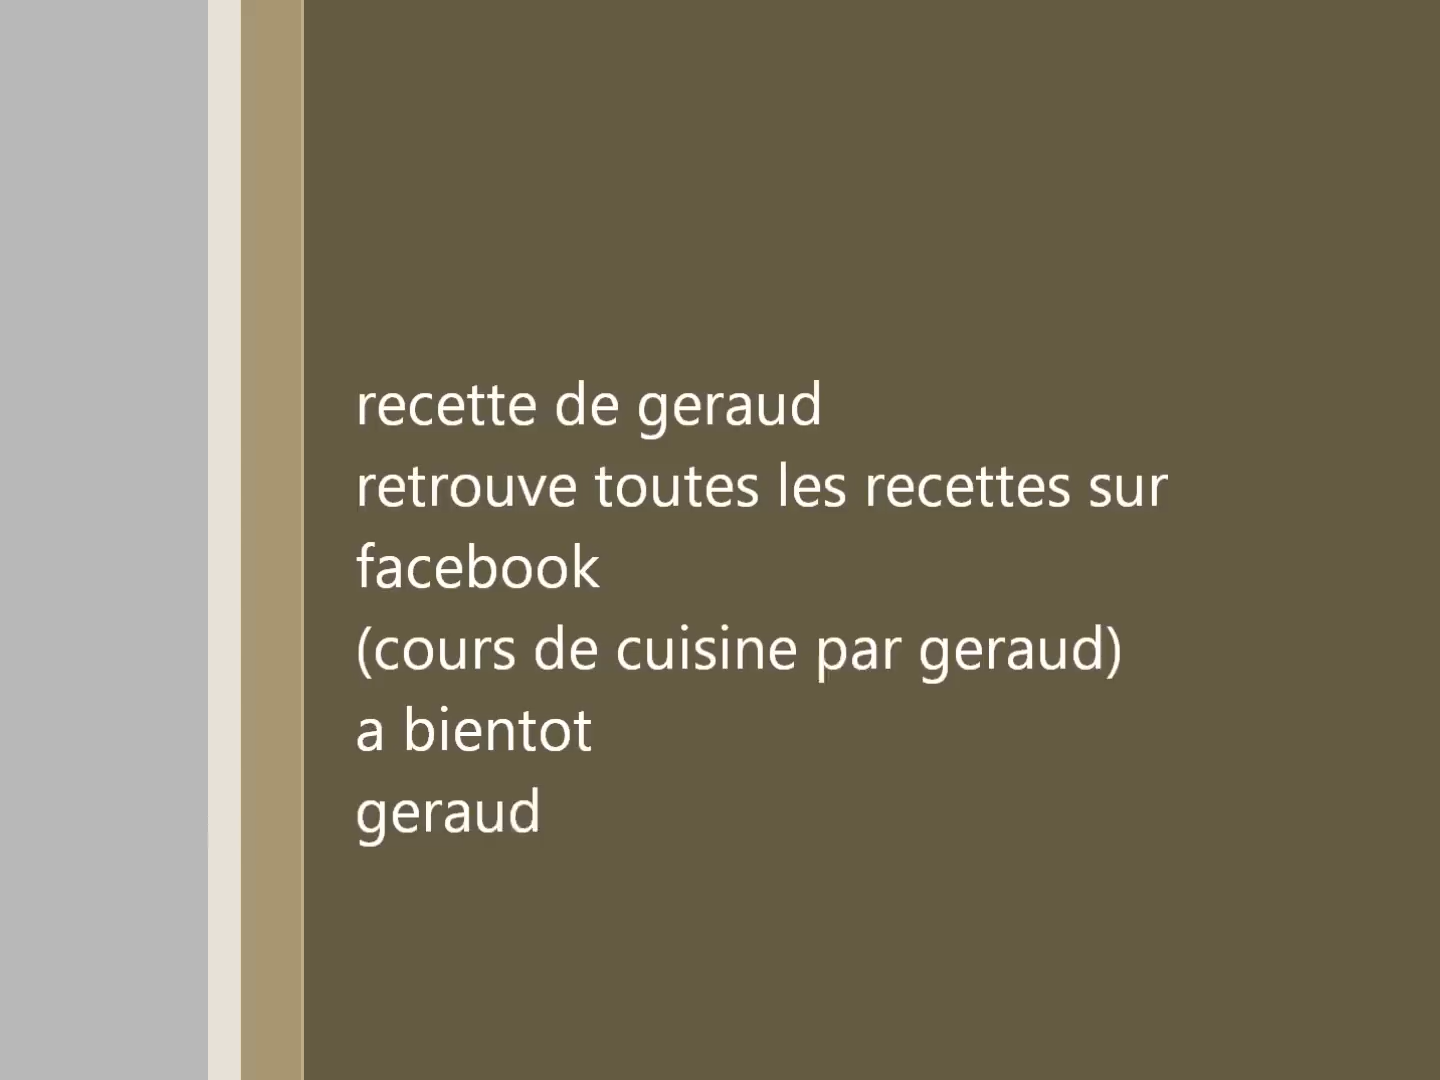 recette de geraud
retrouve toutes les recettes sur
facebook
(cours de cuisine par geraud)
a bientot
geraud